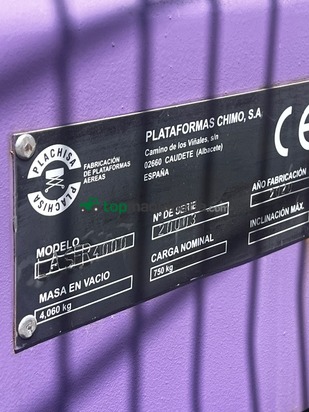 PLACHISA
PLACHISA
FABRICACIÓN
DE PLATAFORMAS
AEREAS
PLATAFORMAS CHIMO, S.A.
Camino de los Viñales, s/n
02660 CAUDETE (Albacete)
ESPAÑA
CE
MODELO
Nº DE SERIE
AÑO FABRICACIÓN
20003
MASA EN VACIO
CARGA NOMINAL
INCLINACIÓN MÁX.
4,060 kg
750 kg